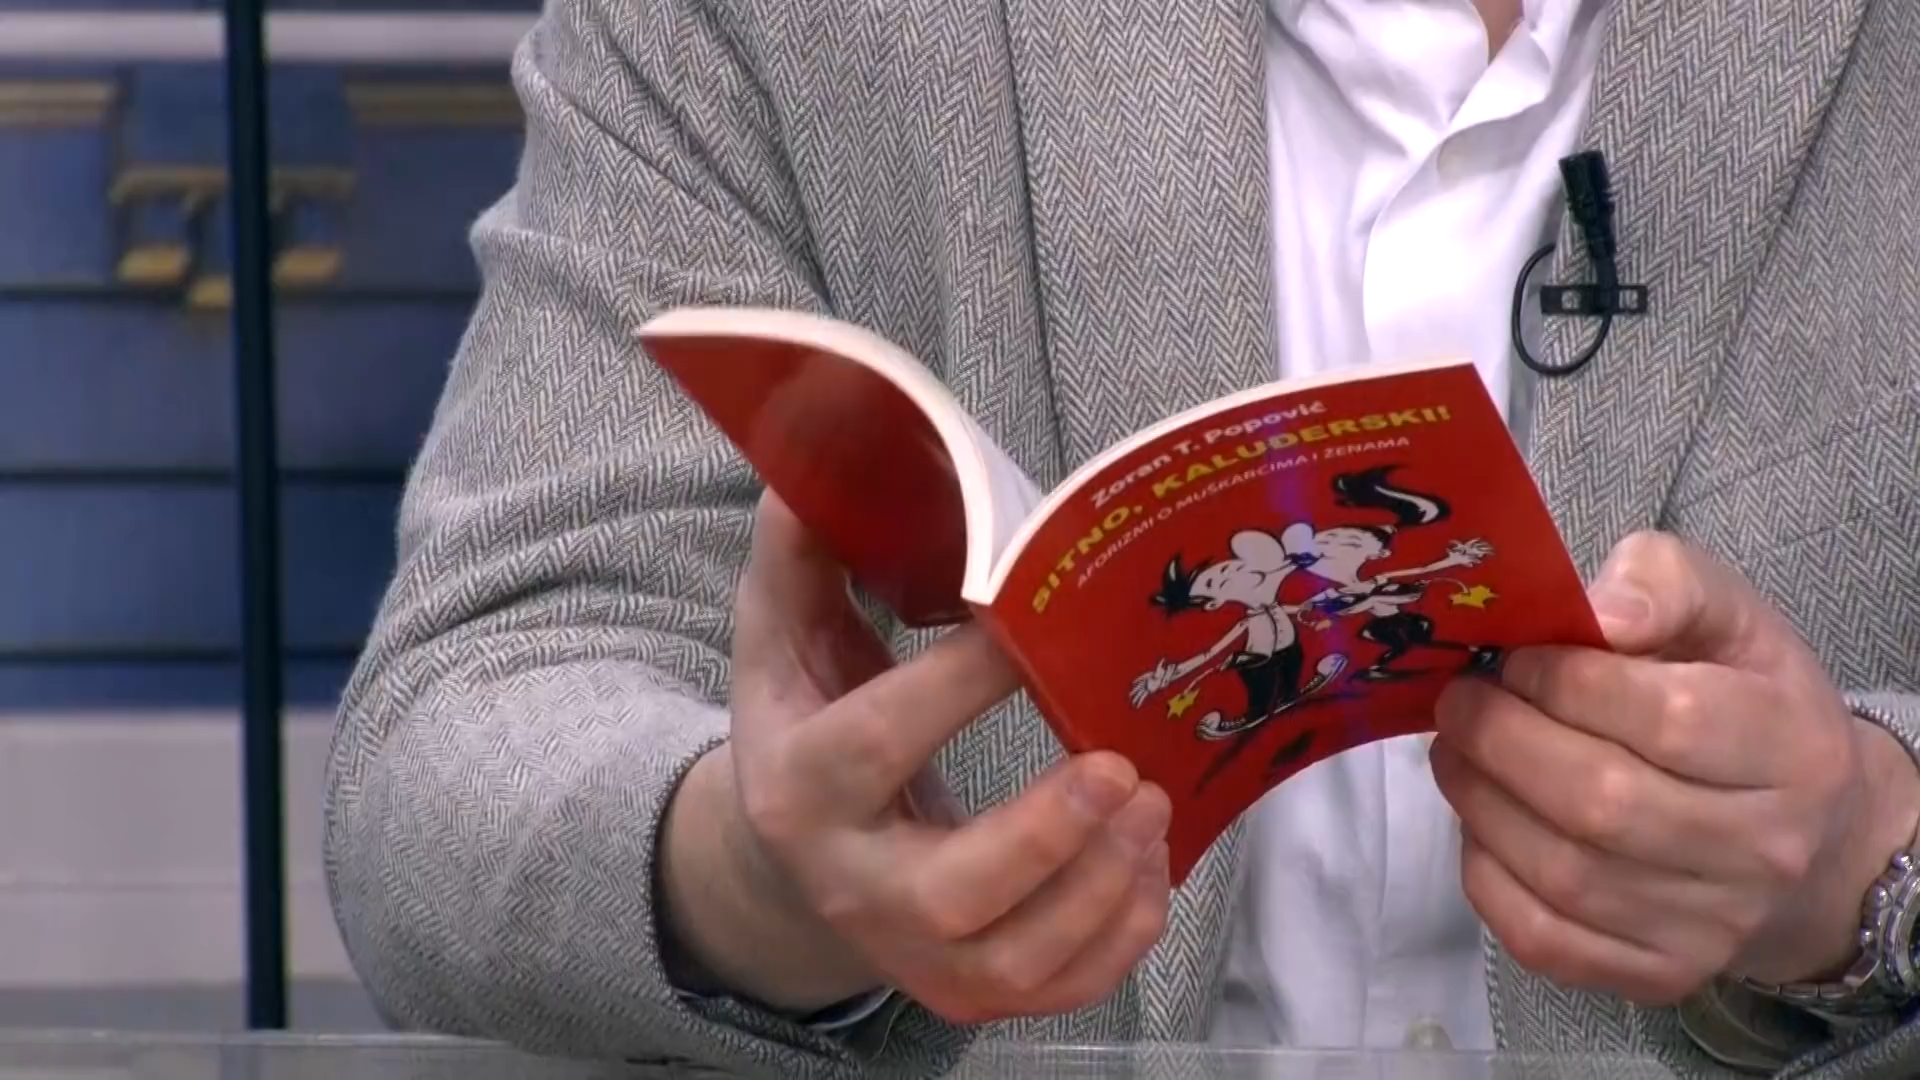 Zoran T. Popović
SITNO, KALUĐERSKI!
AFORIZMI O MUŠKARCIMA I ŽENAMA